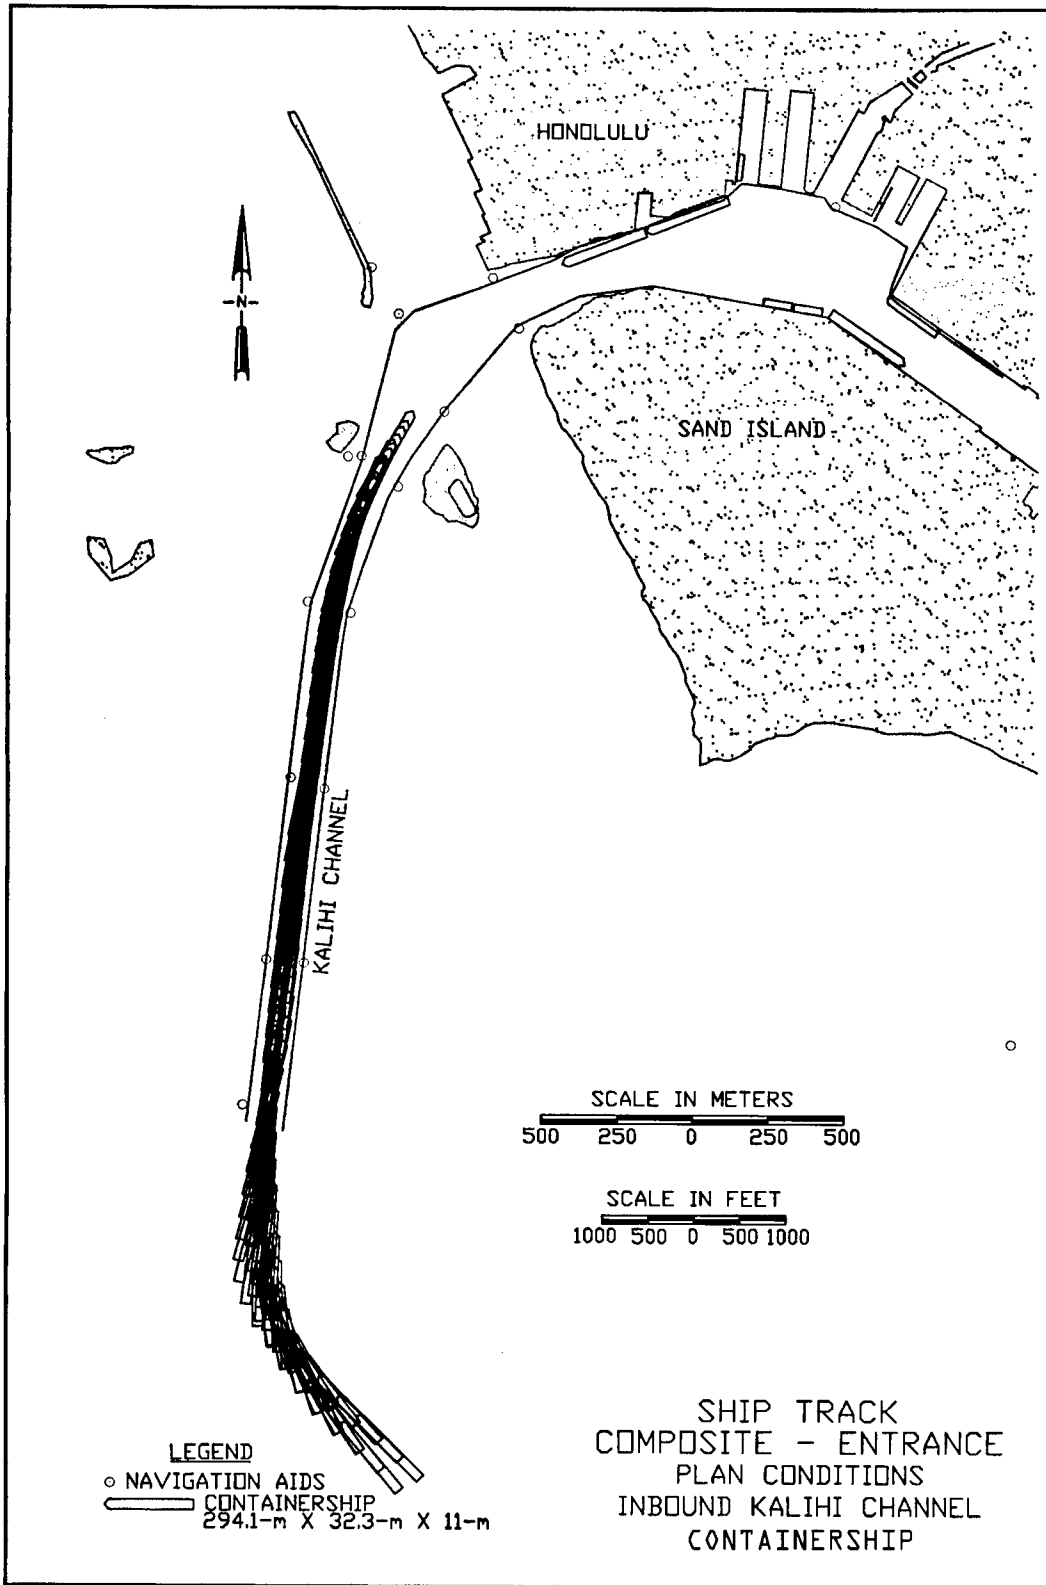 HONOLULU
-N-
SAND ISLAND
KALIHI CHANNEL
SCALE IN METERS
500 250 0 250 500
SCALE IN FEET
1000 500 0 500 1000
LEGEND
NAVIGATION AIDS
CONTAINERSHIP
294.1-m X 32.3-m X 11-m
SHIP TRACK
COMPOSITE - ENTRANCE
PLAN CONDITIONS
INBOUND KALIHI CHANNEL
CONTAINERSHIP